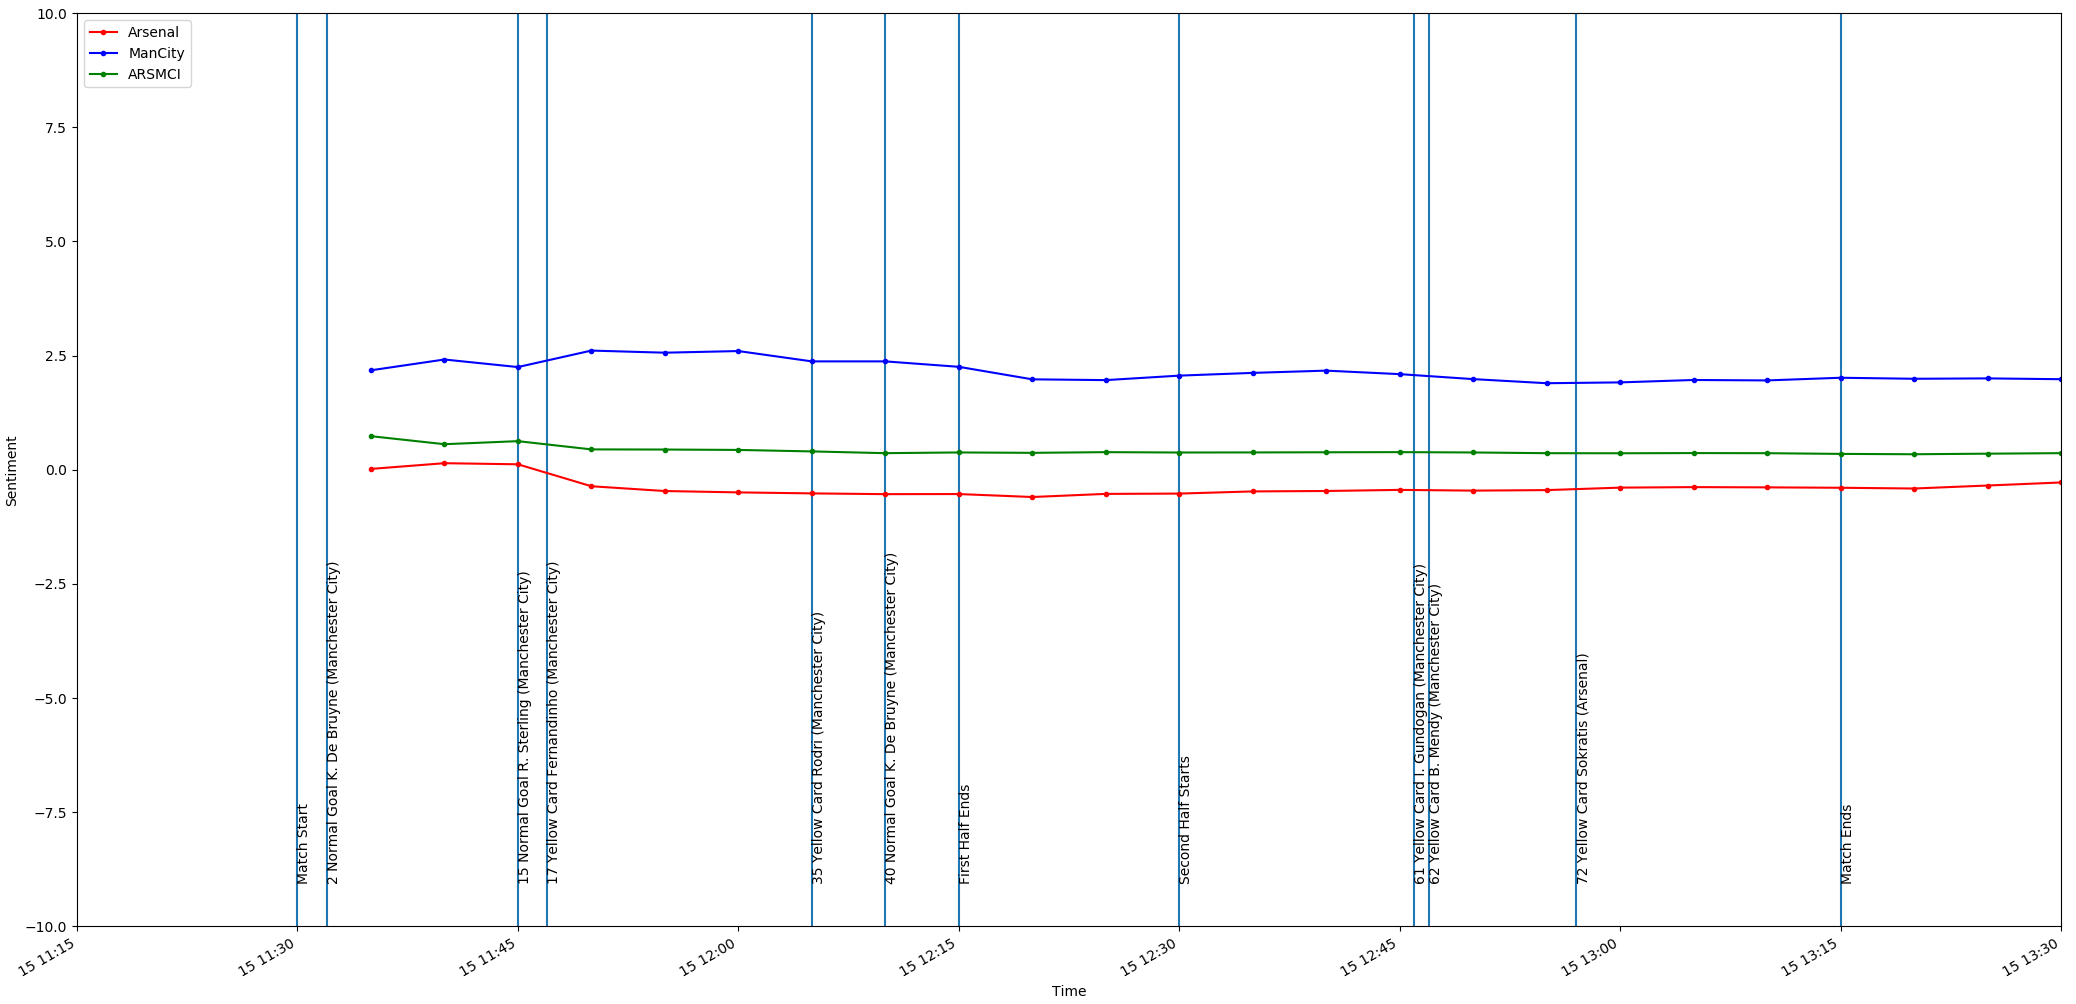 10.0
7.5
5.0
2.5
0.0
−2.5
−5.0
−7.5
−10.0
Sentiment
Arsenal
ManCity
ARSMCI
Match Start
2 Normal Goal K. De Bruyne (Manchester City)
15 Normal Goal R. Sterling (Manchester City)
17 Yellow Card Fernandinho (Manchester City)
35 Yellow Card Rodri (Manchester City)
40 Normal Goal K. De Bruyne (Manchester City)
First Half Ends
Second Half Starts
61 Yellow Card I. Gundogan (Manchester City)
62 Yellow Card B. Mendy (Manchester City)
72 Yellow Card Sokratis (Arsenal)
Match Ends
15 11:15
15 11:30
15 11:45
15 12:00
15 12:15
15 12:30
15 12:45
15 13:00
15 13:15
15 13:30
Time